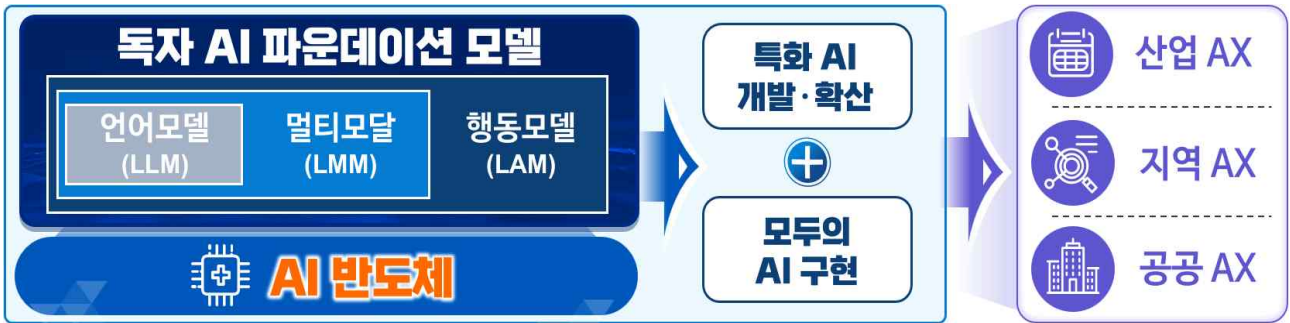 독자 AI 파운데이션 모델
언어모델
(LLM)
멀티모달
(LMM)
행동모델
(LAM)
AI 반도체
특화 AI
개발·확산
모두의
AI 구현
산업 AX
지역 AX
공공 AX